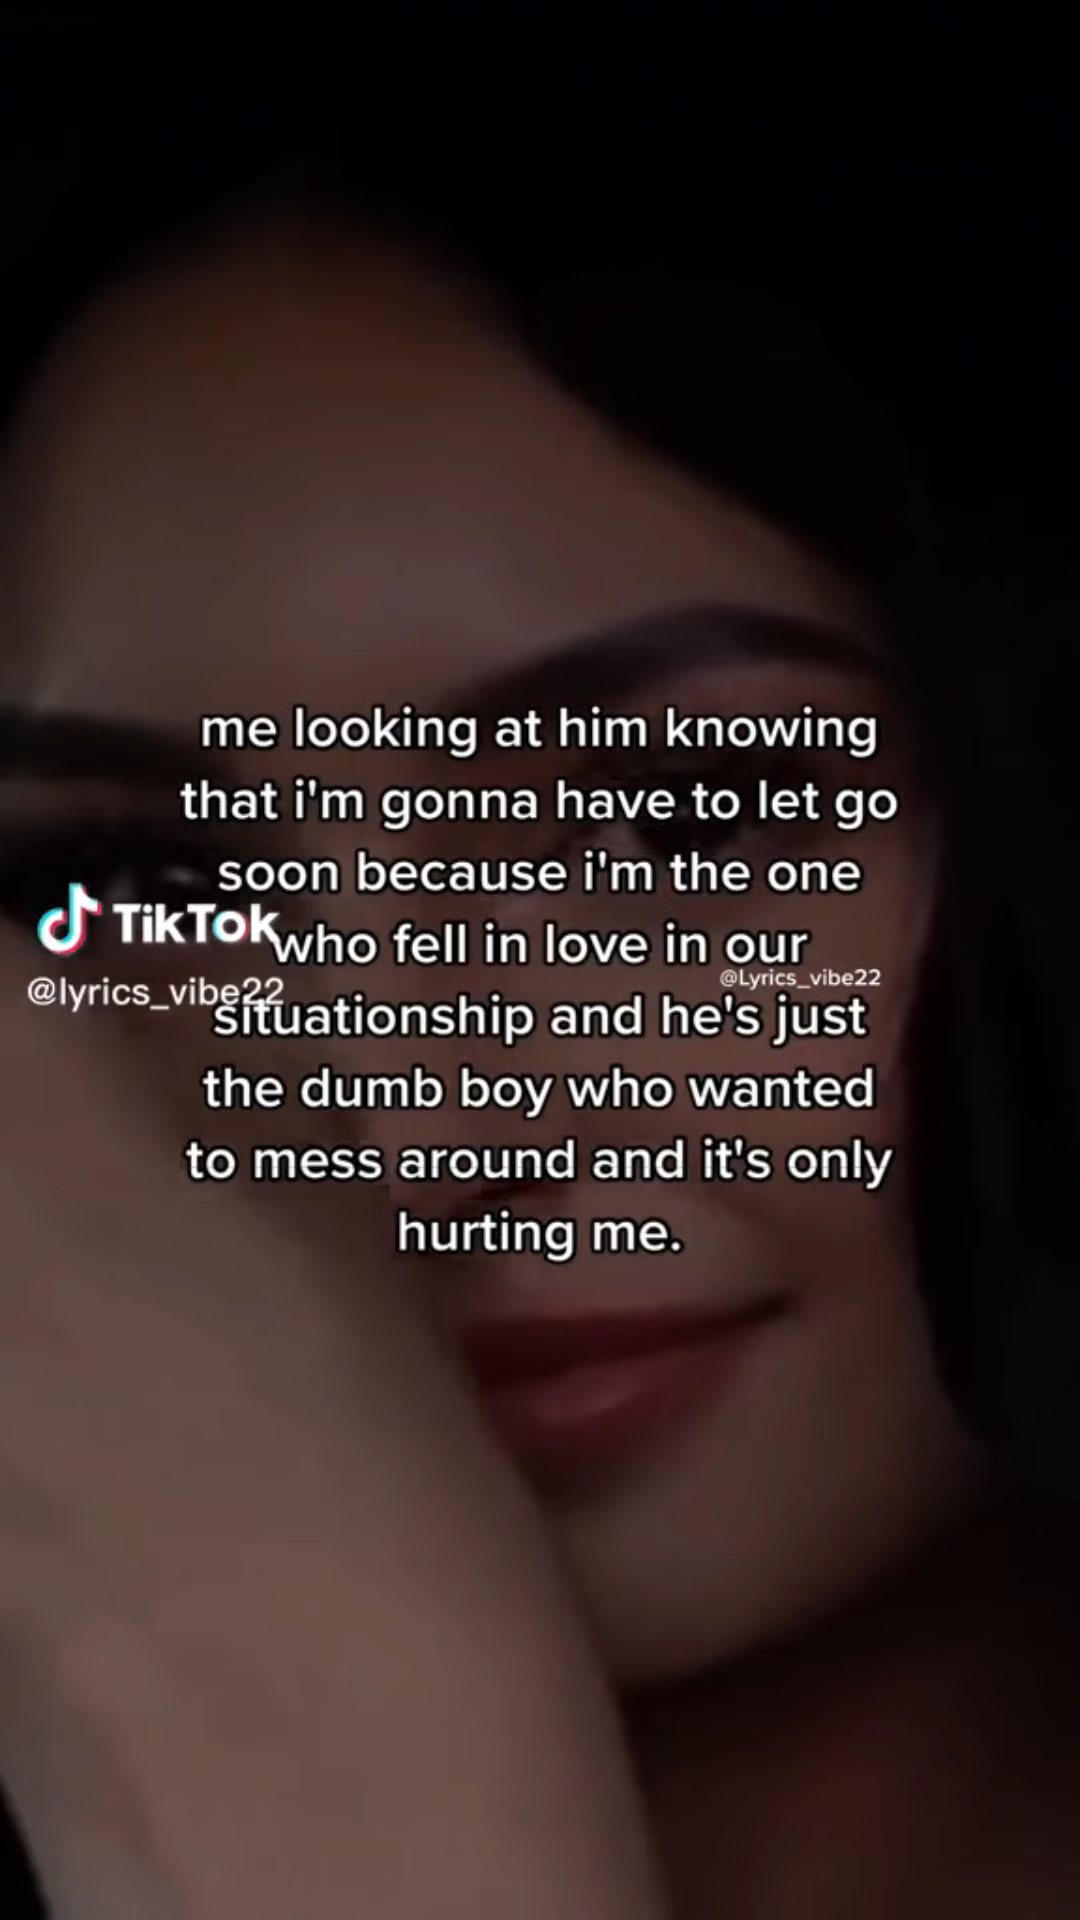 me looking at him knowing
that i'm gonna have to let go
soon because i'm the one
TikTok
who fell in love in our
@Lyrics_vibe22
@lyrics_vibe22
situationship and he's just
the dumb boy who wanted
to mess around and it's only
hurting me.